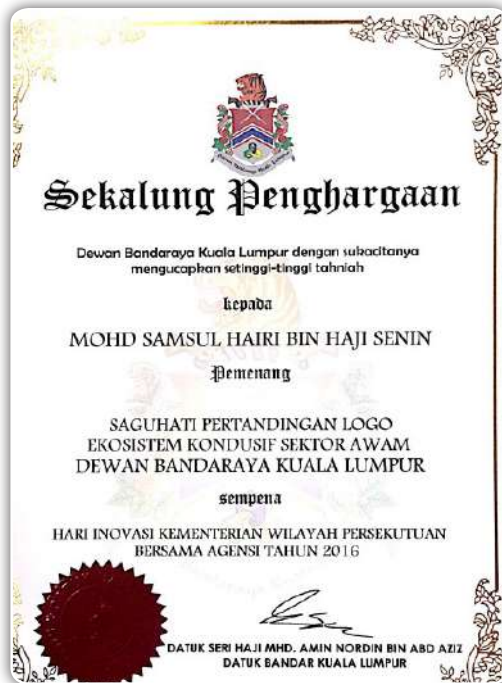 Sekalung Penghargaan
Dewan Bandaraya Kuala Lumpur dengan sukacitanya
mengucapkan setinggi-tinggi tahniah
kepada
MOHD SAMSUL HAIRI BIN HAJI SENIN
Pemenang
SAGUHATI PERTANDINGAN LOGO
EKOSISTEM KONDUSIF SEKTOR AWAM
DEWAN BANDARAYA KUALA LUMPUR
sempena
HARI INOVASI KEMENTERIAN WILAYAH PERSEKUTUAN
BERSAMA AGENSI TAHUN 2016
DATUK SERI HAJI MHD. AMIN NORDIN BIN ABD AZIZ
DATUK BANDAR KUALA LUMPUR